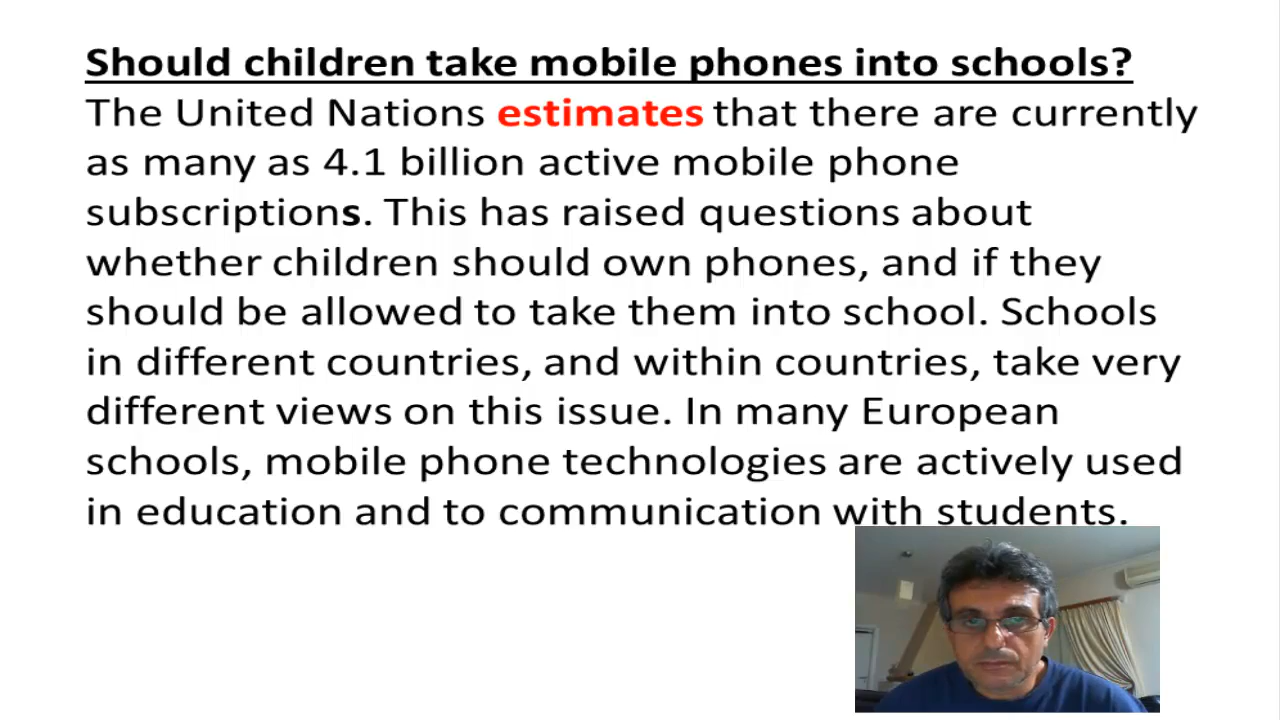 Should children take mobile phones into schools?
The United Nations estimates that there are currently
as many as 4.1 billion active mobile phone
subscriptions. This has raised questions about
whether children should own phones, and if they
should be allowed to take them into school. Schools
in different countries, and within countries, take very
different views on this issue. In many European
schools, mobile phone technologies are actively used
in education and to communication with students.